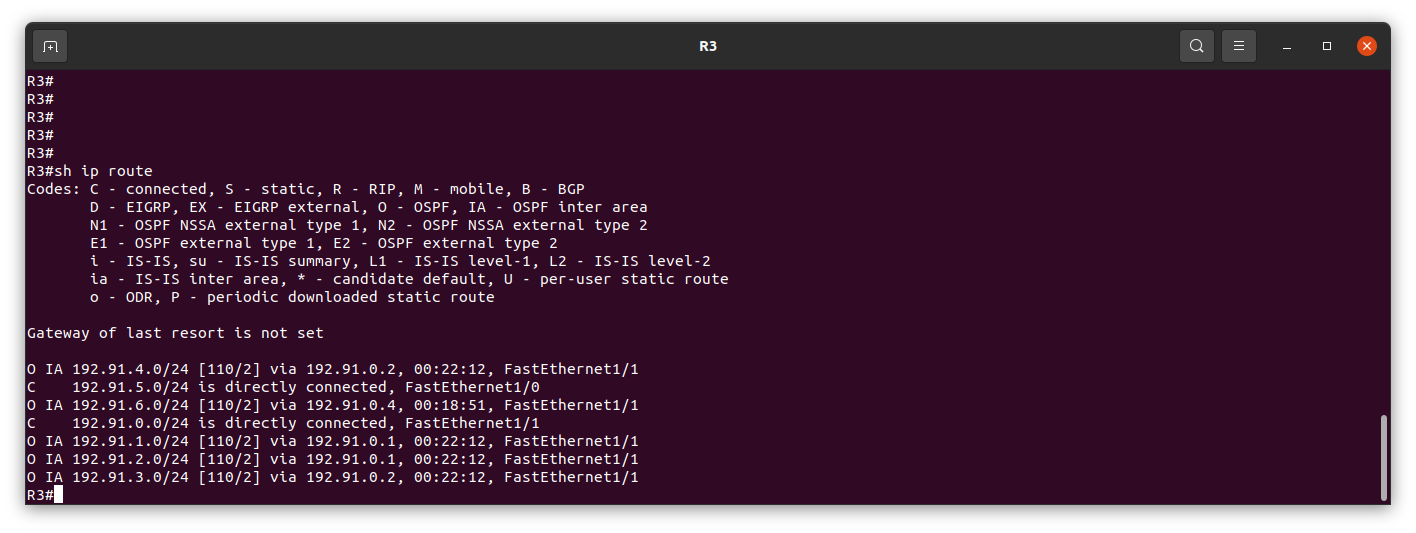 R3
R3#
R3#
R3#
R3#
R3#
R3#sh ip route
Codes: C - connected, S - static, R - RIP, M - mobile, B - BGP
       D - EIGRP, EX - EIGRP external, O - OSPF, IA - OSPF inter area
       N1 - OSPF NSSA external type 1, N2 - OSPF NSSA external type 2
       E1 - OSPF external type 1, E2 - OSPF external type 2
       i - IS-IS, su - IS-IS summary, L1 - IS-IS level-1, L2 - IS-IS level-2
       ia - IS-IS inter area, * - candidate default, U - per-user static route
       o - ODR, P - periodic downloaded static route
Gateway of last resort is not set
O IA 192.91.4.0/24 [110/2] via 192.91.0.2, 00:22:12, FastEthernet1/1
C    192.91.5.0/24 is directly connected, FastEthernet1/0
O IA 192.91.6.0/24 [110/2] via 192.91.0.4, 00:18:51, FastEthernet1/1
C    192.91.0.0/24 is directly connected, FastEthernet1/1
O IA 192.91.1.0/24 [110/2] via 192.91.0.1, 00:22:12, FastEthernet1/1
O IA 192.91.2.0/24 [110/2] via 192.91.0.1, 00:22:12, FastEthernet1/1
O IA 192.91.3.0/24 [110/2] via 192.91.0.2, 00:22:12, FastEthernet1/1
R3#